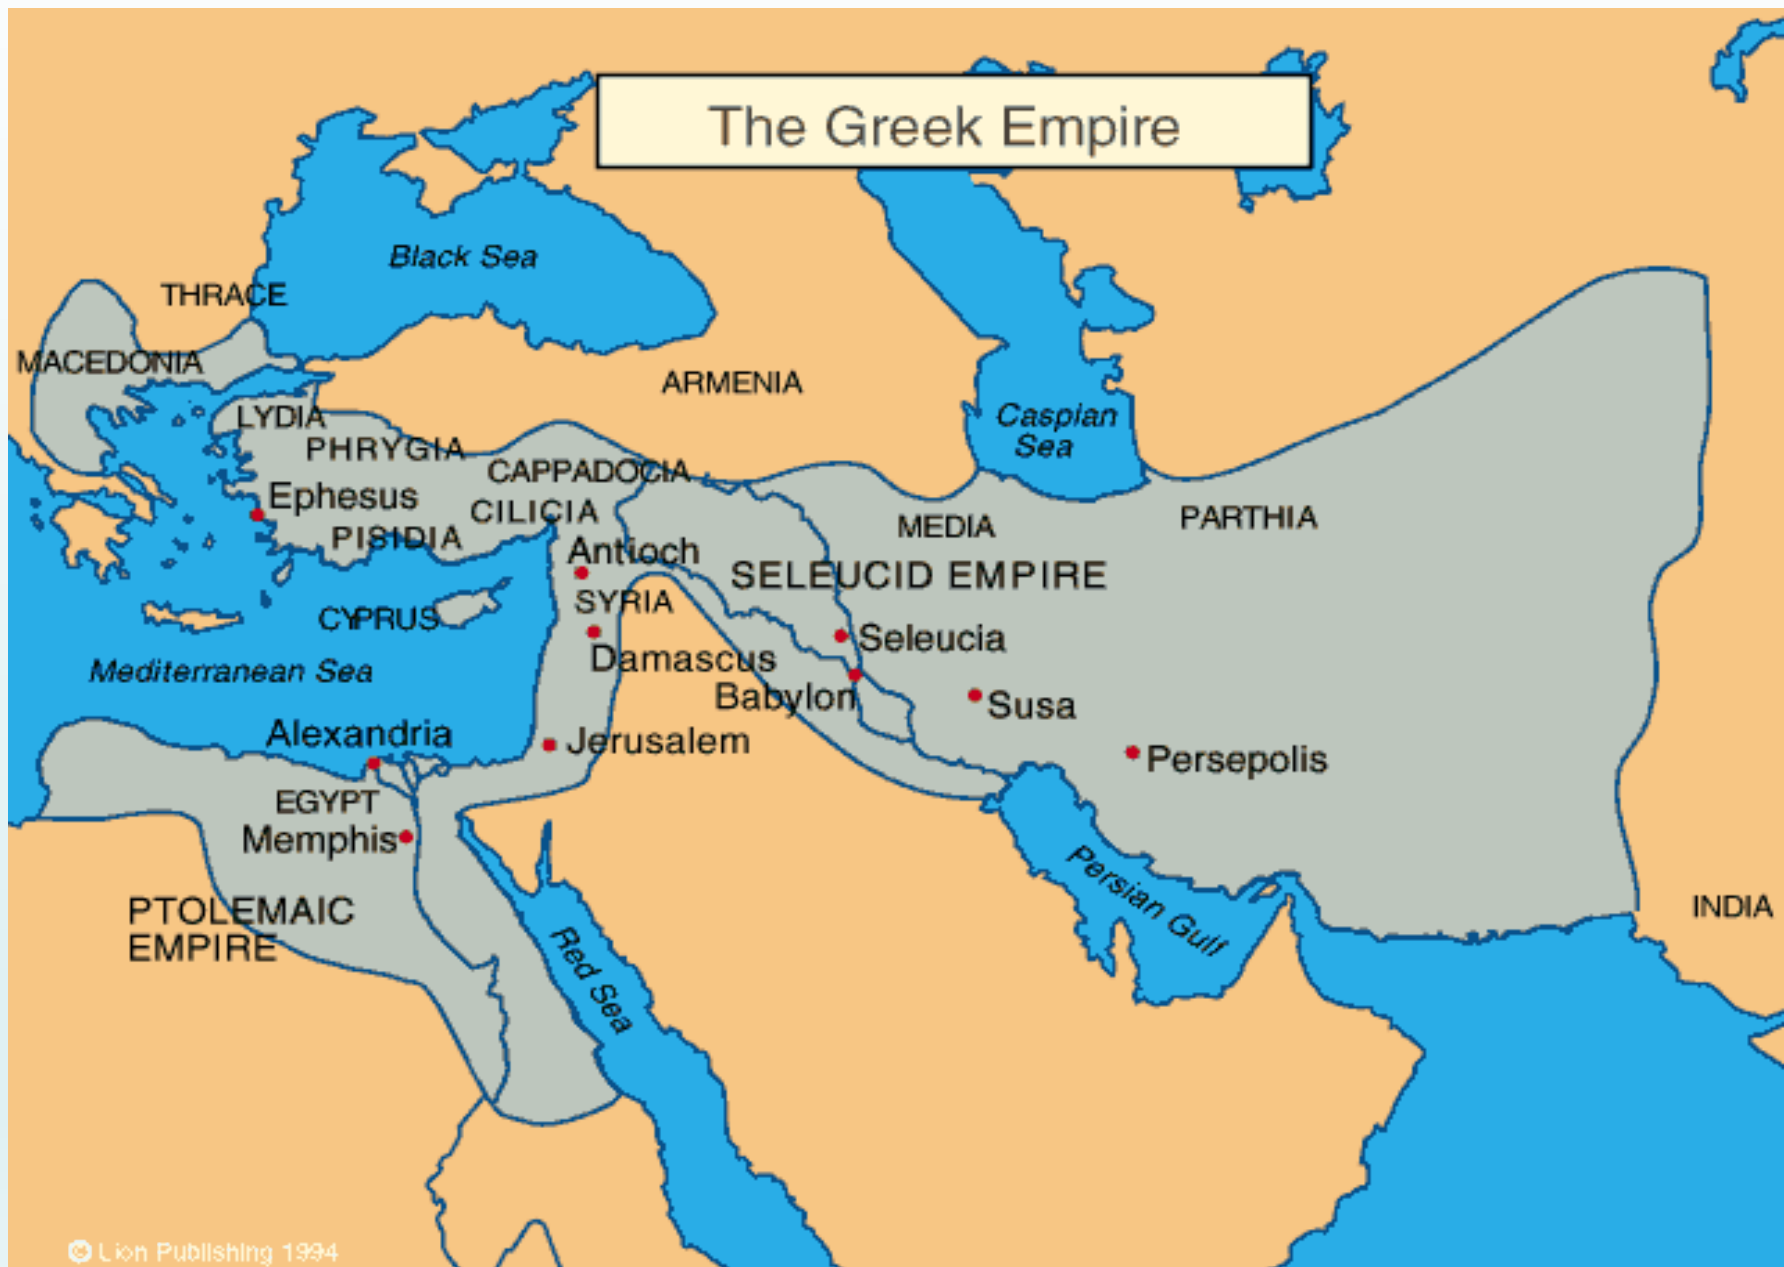 The Greek Empire
Black Sea
THRACE
MACEDONIA
ARMENIA
LYDIA
Caspian
Sea
PHRYGIA
CAPPADOCIA
Ephesus
CILICIA
PARTHIA
MEDIA
PISIDIA
Antioch
SELEUCID EMPIRE
SYRIA
CYPRUS
Seleucia
Damascus
Mediterranean Sea
Babylon
Susa
Alexandria
Jerusalem
Persepolis
EGYPT
Memphis
Persian Gulf
PTOLEMAIC
EMPIRE
INDIA
Red Sea
© Lion Publishing 1994